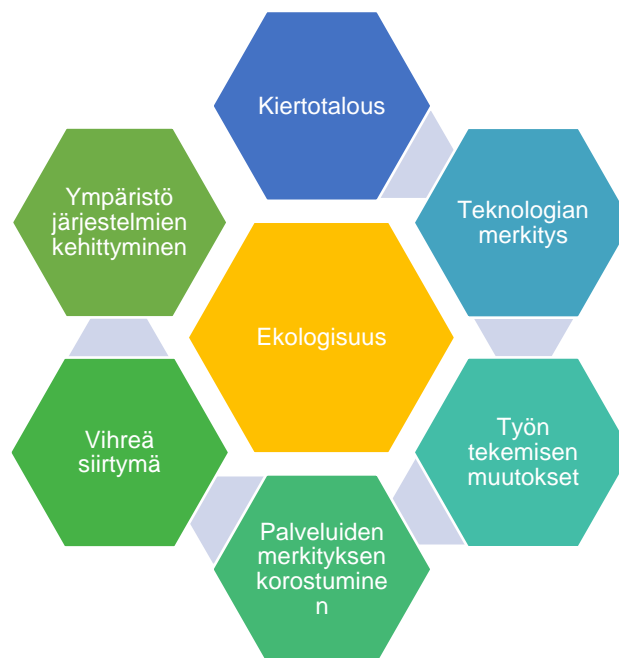 Kiertotalous
Teknologian
merkitys
Työn
tekemisen
muutokset
Palveluiden
merkityksen
korostumine
n
Vihreä
siirtymä
Ympäristö
järjestelmien
kehittyminen
Ekologisuus